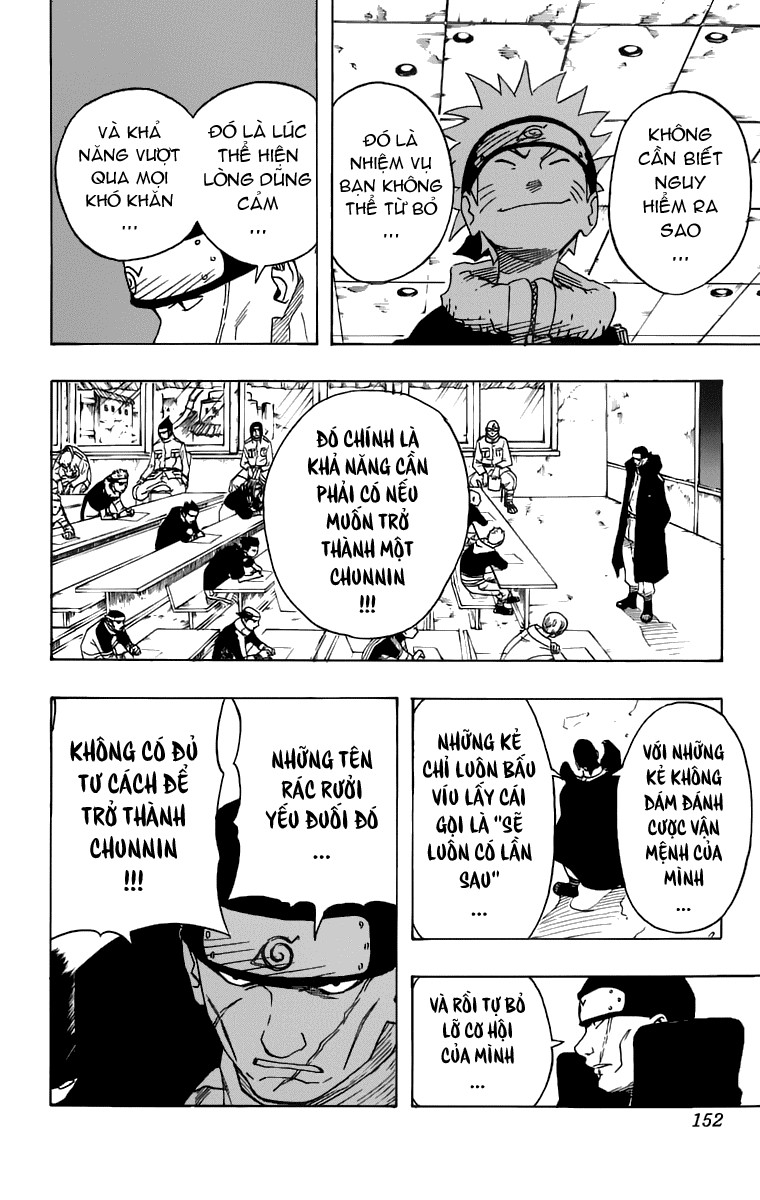 KHÔNG
CẦN BIẾT
NGUY
HIỂM RA
SAO
...
ĐÓ LÀ
NHIỆM VỤ
BẠN KHÔNG
THỂ TỪ BỎ
...
ĐÓ LÀ LÚC
THỂ HIỆN
LÒNG DŨNG
CẢM
...
VÀ KHẢ
NĂNG VƯỢT
QUA MỌI
KHÓ KHĂN
...
ĐÓ CHÍNH LÀ
KHẢ NĂNG CẦN
PHẢI CÓ NẾU
MUỐN TRỞ
THÀNH MỘT
CHUNNIN
!!!
VỚI NHỮNG
KẺ KHÔNG
DÁM ĐÁNH
CƯỢC VẬN
MỆNH CỦA
MÌNH
...
NHỮNG KẺ
CHỈ LUÔN BẤU
VÍU LẤY CÁI
GỌI LÀ "SẼ
LUÔN CÓ LẦN
SAU"
...
VÀ RỒI TỰ BỎ
LỠ CƠ HỘI
CỦA MÌNH
...
NHỮNG TÊN
RÁC RƯỞI
YẾU ĐUỐI ĐÓ
...
KHÔNG CÓ ĐỦ
TƯ CÁCH ĐỂ
TRỞ THÀNH
CHUNNIN
!!!
152